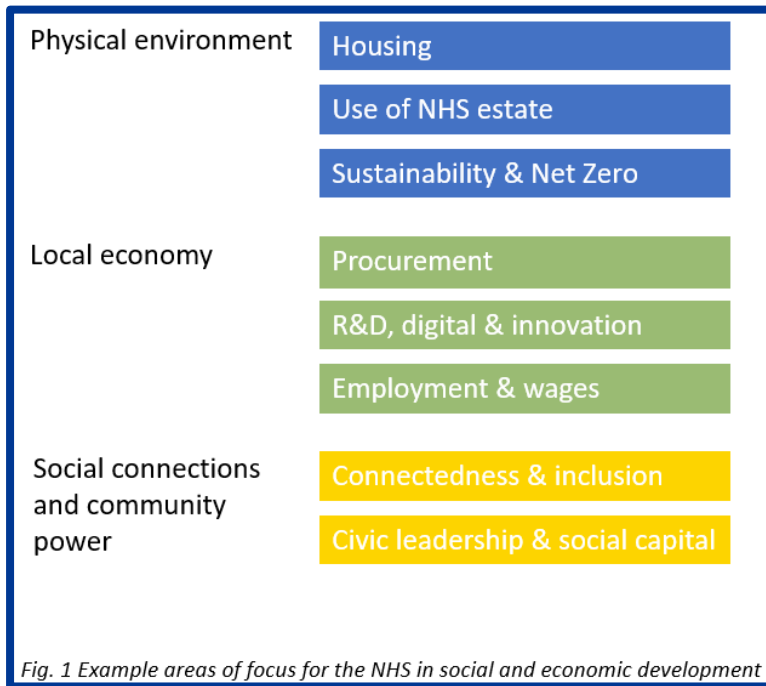 Physical environment
Housing
Use of NHS estate
Sustainability & Net Zero
Local economy
Procurement
R&D, digital & innovation
Employment & wages
Social connections
and community
power
Connectedness & inclusion
Civic leadership & social capital
Fig. 1 Example areas of focus for the NHS in social and economic development